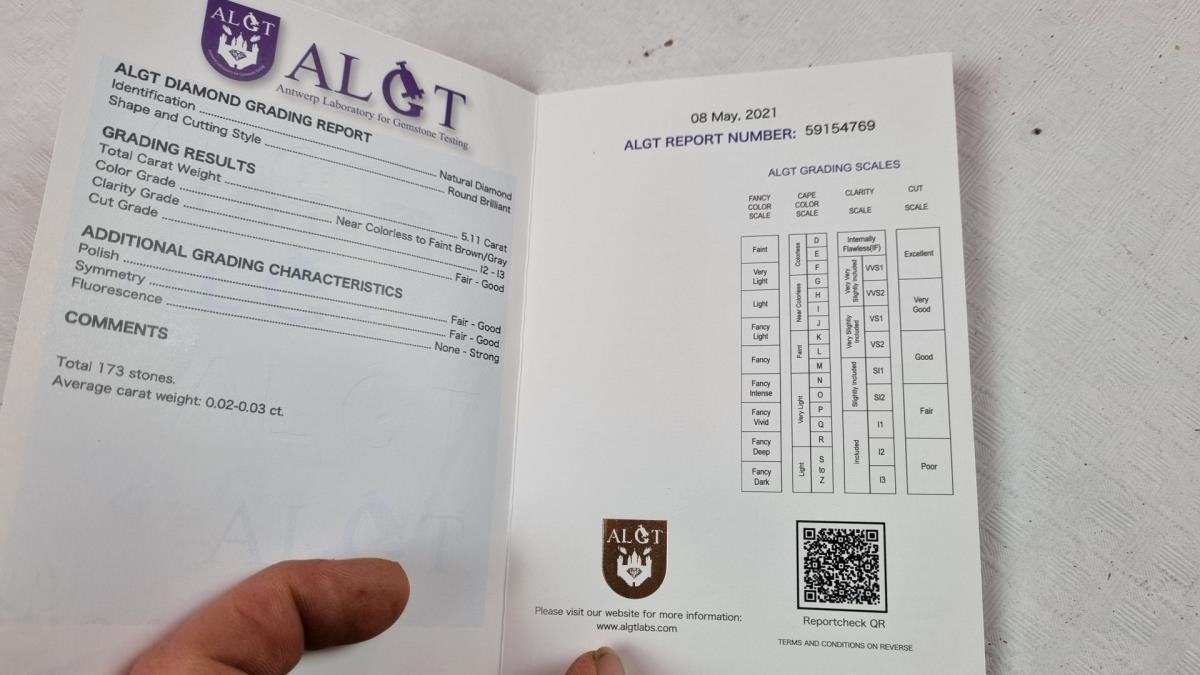 ALGT
ALGT
Antwerp Laboratory for Gemstone Testing
ALGT DIAMOND GRADING REPORT
Identification ........ Natural Diamond
Shape and Cutting Style ........ Round Brilliant
GRADING RESULTS
Total Carat Weight ........ 5.11 Carat
Color Grade ........ Near Colorless to Faint Brown/Gray
Clarity Grade ........ I2 - I3
Cut Grade ........ Fair - Good
ADDITIONAL GRADING CHARACTERISTICS
Polish ........ Fair - Good
Symmetry ........ Fair - Good
Fluorescence ........ None - Strong
COMMENTS
Total 173 stones.
Average carat weight: 0.02-0.03 ct.
08 May, 2021
ALGT REPORT NUMBER: 59154769
ALGT GRADING SCALES
FANCY COLOR SCALE
Faint
Very Light
Light
Fancy Light
Fancy
Fancy Intense
Fancy Vivid
Fancy Deep
Fancy Dark
CAPE COLOR SCALE
Colorless
D
E
F
Near Colorless
G
H
I
J
Faint
K
L
M
Very Light
N
O
P
Q
R
Light
S to Z
CLARITY SCALE
Internally Flawless(IF)
Very Very Slightly Included
VVS1
VVS2
Very Slightly Included
VS1
VS2
Slightly Included
SI1
SI2
Included
I1
I2
I3
CUT SCALE
Excellent
Very Good
Good
Fair
Poor
ALGT
Please visit our website for more information:
www.algtlabs.com
Reportcheck QR
TERMS AND CONDITIONS ON REVERSE